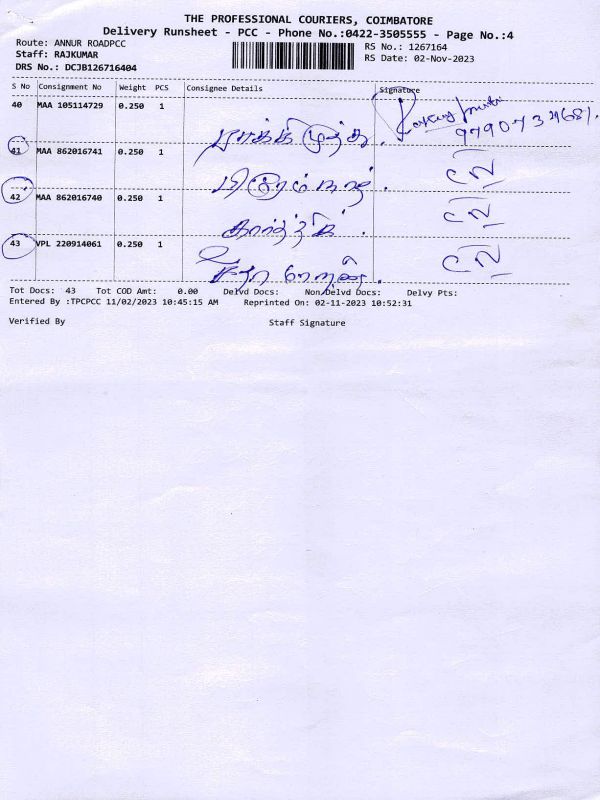 THE PROFESSIONAL COURIERS, COIMBATORE
Delivery Runsheet - PCC - Phone No.:0422-3505555 - Page No.:4
Route: ANNUR ROADPCC
RS No.: 1267164
Staff: RAJKUMAR
RS Date: 02-Nov-2023
DRS No.: DCJB126716404
S No Consignment No Weight PCS Consignee Details Signature
40 MAA 105114729 0.250 1
41 MAA 862016741 0.250 1
42 MAA 862016740 0.250 1
கார்த்திக்.
43 VPL 220914061 0.250 1
Tot Docs: 43 Tot COD Amt: 0.00 Delvd Docs: Non Delvd Docs: Delvy Pts:
Entered By :TPCPCC 11/02/2023 10:45:15 AM Reprinted On: 02-11-2023 10:52:31
Verified By Staff Signature